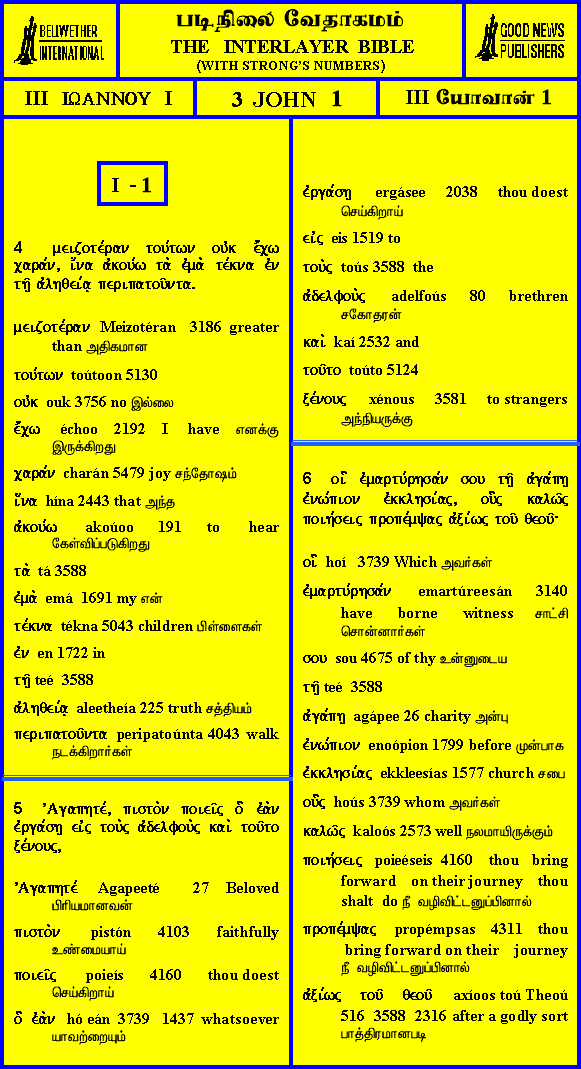 BELLWETHER
INTERNATIONAL
படிநிலை வேதாகமம்
THE INTERLAYER BIBLE
(WITH STRONG'S NUMBERS)
GOOD NEWS
PUBLISHERS
III ΙΩΑΝΝΟΥ I
3 JOHN 1
III யோவான் 1
I - 1
4 μειζοτέραν τούτων οὐκ ἔχω
χαράν, ἵνα ἀκούω τὰ ἐμὰ τέκνα ἐν
τῇ ἀληθείᾳ περιπατοῦντα.
μειζοτέραν Meizotéran 3186 greater
than அதிகமான
τούτων toútoon 5130
οὐκ ouk 3756 no இல்லை
ἔχω échoo 2192 I have எனக்கு
இருக்கிறது
χαράν charán 5479 joy சந்தோஷம்
ἵνα hína 2443 that அந்த
ἀκούω akoúoo 191 to hear
கேள்விப்படுகிறது
τὰ tá 3588
ἐμὰ emá 1691 my என்
τέκνα tékna 5043 children பிள்ளைகள்
ἐν en 1722 in
τῇ teé 3588
ἀληθείᾳ aleetheía 225 truth சத்தியம்
περιπατοῦντα peripatoúnta 4043 walk
நடக்கிறார்கள்
5 Ἀγαπητέ, πιστὸν ποιεῖς ὃ ἐὰν
ἐργάσῃ εἰς τοὺς ἀδελφοὺς καὶ τοῦτο
ξένους,
Ἀγαπητέ Agapeeté 27 Beloved
பிரியமானவன்
πιστὸν pistón 4103 faithfully
உண்மையாய்
ποιεῖς poieís 4160 thou doest
செய்கிறாய்
ὃ ἐὰν hó eán 3739 1437 whatsoever
யாவற்றையும்
ἐργάσῃ ergásee 2038 thou doest
செய்கிறாய்
εἰς eis 1519 to
τοὺς toús 3588 the
ἀδελφοὺς adelfoús 80 brethren
சகோதரன்
καὶ kaí 2532 and
τοῦτο toúto 5124
ξένους xénous 3581 to strangers
அந்நியருக்கு
6 οἳ ἐμαρτύρησάν σου τῇ ἀγάπῃ
ἐνώπιον ἐκκλησίας, οὓς καλῶς
ποιήσεις προπέμψας ἀξίως τοῦ θεοῦ·
οἳ hoí 3739 Which அவர்கள்
ἐμαρτύρησάν emartúreesán 3140
have borne witness சாட்சி
சொன்னார்கள்
σου sou 4675 of thy உன்னுடைய
τῇ teé 3588
ἀγάπῃ agápee 26 charity அன்பு
ἐνώπιον enoópion 1799 before முன்பாக
ἐκκλησίας ekkleesías 1577 church சபை
οὓς hoús 3739 whom அவர்கள்
καλῶς kaloós 2573 well நலமாயிருக்கும்
ποιήσεις poieéseis 4160 thou bring
forward on their journey thou
shalt do நீ வழிவிட்டனுப்பினால்
προπέμψας propémpsas 4311 thou
bring forward on their journey
நீ வழிவிட்டனுப்பினால்
ἀξίως τοῦ θεοῦ axíoos toú Theoú
516 3588 2316 after a godly sort
பாத்திரமானபடி